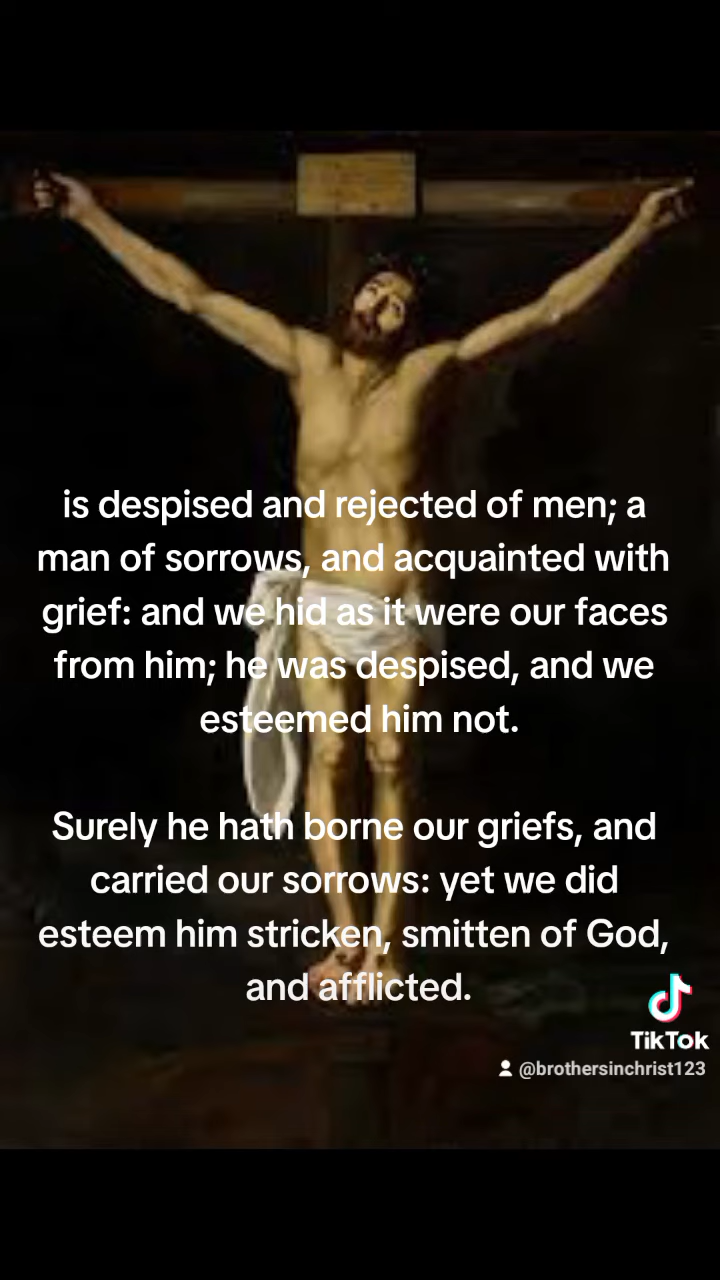 is despised and rejected of men; a
man of sorrows, and acquainted with
grief: and we hid as it were our faces
from him; he was despised, and we
esteemed him not.
Surely he hath borne our griefs, and
carried our sorrows: yet we did
esteem him stricken, smitten of God,
and afflicted.
TikTok
@brothersinchrist123